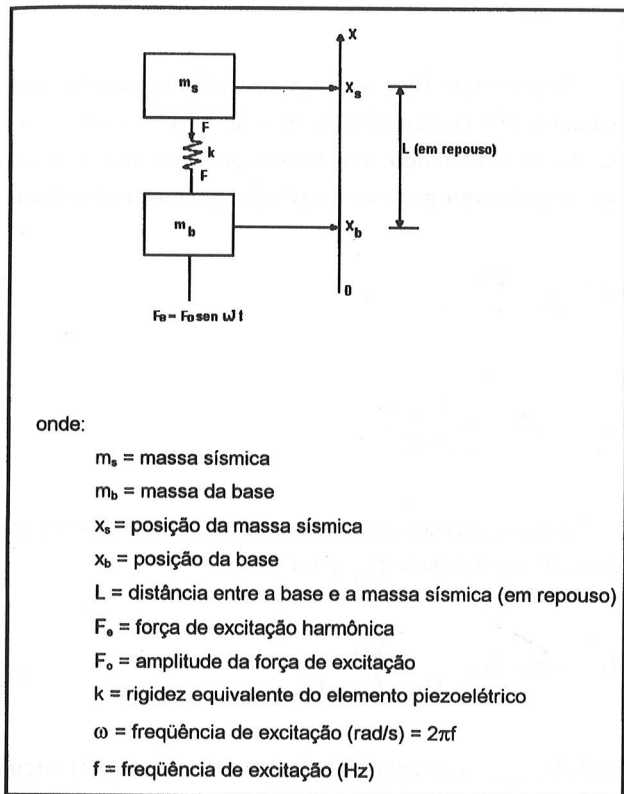 X
m_s
X_s
F
L (em repouso)
k
F
m_b
X_b
0
F_e = F_o sen ωt
onde:
m_s = massa sísmica
m_b = massa da base
x_s = posição da massa sísmica
x_b = posição da base
L = distância entre a base e a massa sísmica (em repouso)
F_e = força de excitação harmônica
F_o = amplitude da força de excitação
k = rigidez equivalente do elemento piezoelétrico
ω = freqüência de excitação (rad/s) = 2πf
f = freqüência de excitação (Hz)